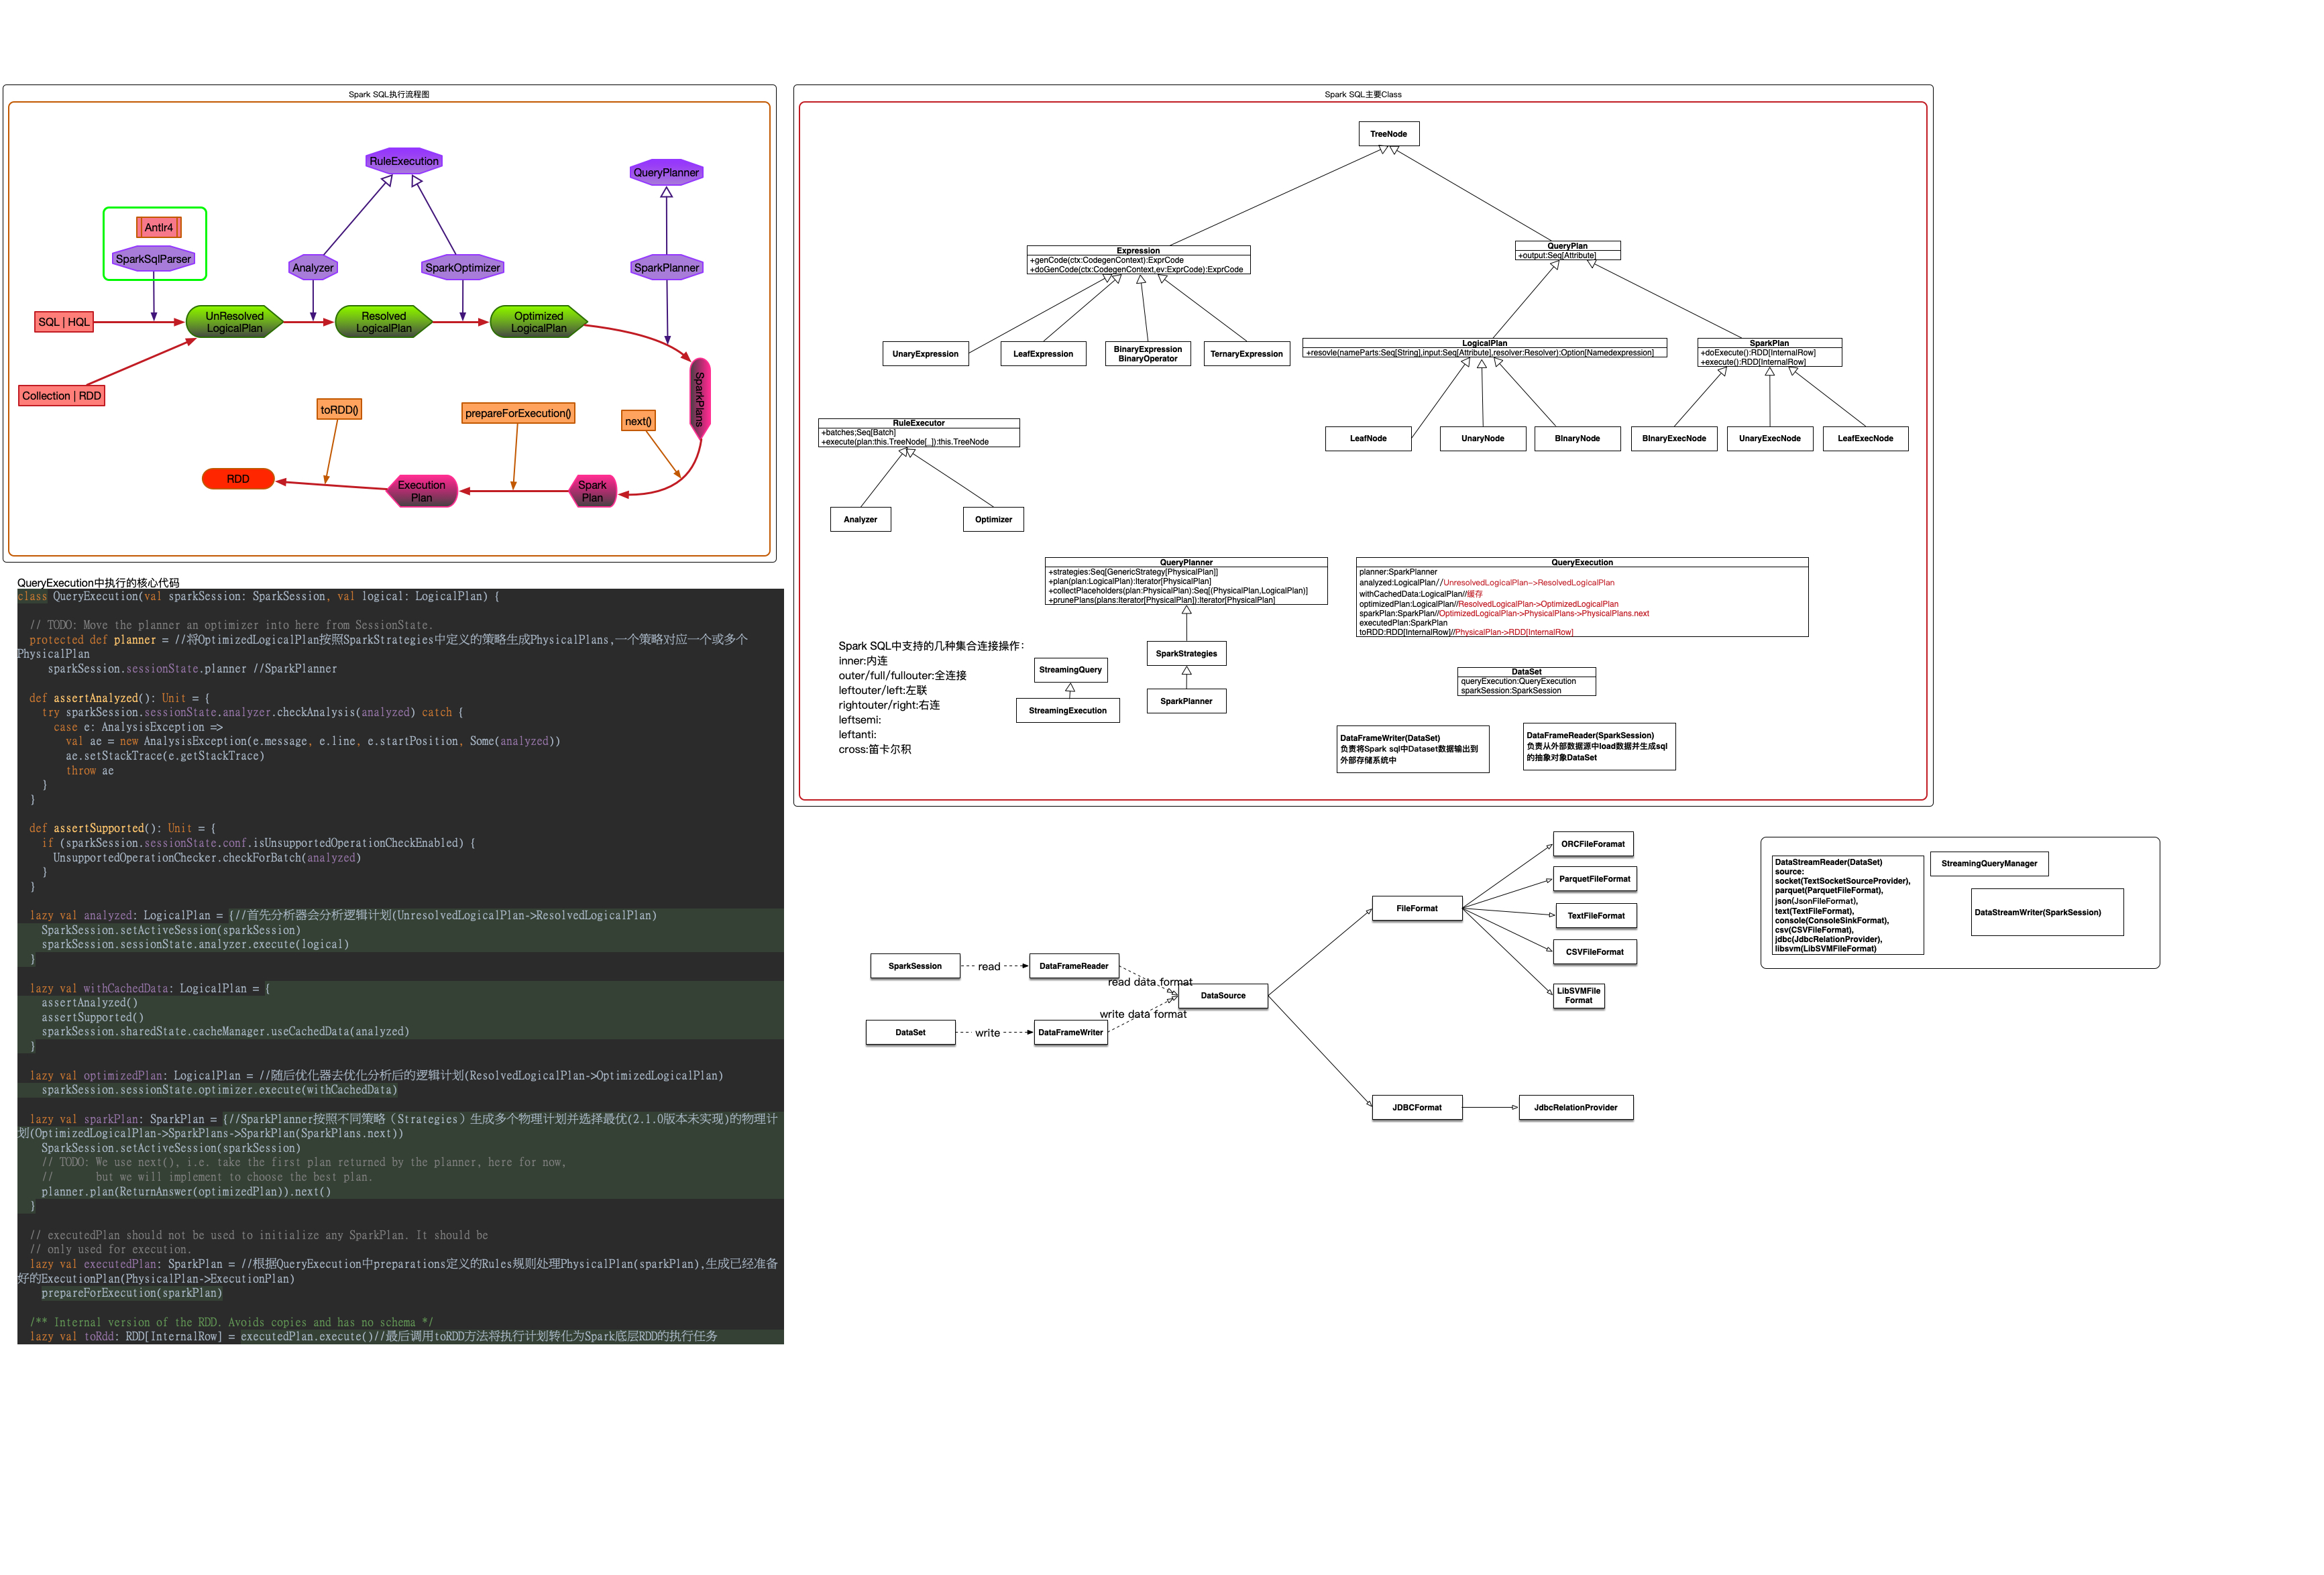 Spark SQL执行流程图
RuleExecution
QueryPlanner
Antlr4
SparkSqlParser
Analyzer
SparkOptimizer
SparkPlanner
SQL | HQL
UnResolved
LogicalPlan
Resolved
LogicalPlan
Optimized
LogicalPlan
Collection | RDD
SparkPlans
toRDD()
prepareForExecution()
next()
RDD
Execution
Plan
Spark
Plan
QueryExecution中执行的核心代码
class QueryExecution(val sparkSession: SparkSession, val logical: LogicalPlan) {
// TODO: Move the planner an optimizer into here from SessionState.
protected def planner = //将OptimizedLogicalPlan按照SparkStrategies中定义的策略生成PhysicalPlans,一个策略对应一个或多个
PhysicalPlan
sparkSession.sessionState.planner //SparkPlanner
def assertAnalyzed(): Unit = {
try sparkSession.sessionState.analyzer.checkAnalysis(analyzed) catch {
case e: AnalysisException =>
val ae = new AnalysisException(e.message, e.line, e.startPosition, Some(analyzed))
ae.setStackTrace(e.getStackTrace)
throw ae
}
}
def assertSupported(): Unit = {
if (sparkSession.sessionState.conf.isUnsupportedOperationCheckEnabled) {
UnsupportedOperationChecker.checkForBatch(analyzed)
}
}
lazy val analyzed: LogicalPlan = {//首先分析器会分析逻辑计划(UnresolvedLogicalPlan->ResolvedLogicalPlan)
SparkSession.setActiveSession(sparkSession)
sparkSession.sessionState.analyzer.execute(logical)
}
lazy val withCachedData: LogicalPlan = {
assertAnalyzed()
assertSupported()
sparkSession.sharedState.cacheManager.useCachedData(analyzed)
}
lazy val optimizedPlan: LogicalPlan = //随后优化器去优化分析后的逻辑计划(ResolvedLogicalPlan->OptimizedLogicalPlan)
sparkSession.sessionState.optimizer.execute(withCachedData)
lazy val sparkPlan: SparkPlan = {//SparkPlanner按照不同策略（Strategies）生成多个物理计划并选择最优(2.1.0版本未实现)的物理计
划(OptimizedLogicalPlan->SparkPlans->SparkPlan(SparkPlans.next))
SparkSession.setActiveSession(sparkSession)
// TODO: We use next(), i.e. take the first plan returned by the planner, here for now,
// but we will implement to choose the best plan.
planner.plan(ReturnAnswer(optimizedPlan)).next()
}
// executedPlan should not be used to initialize any SparkPlan. It should be
// only used for execution.
lazy val executedPlan: SparkPlan = //根据QueryExecution中preparations定义的Rules规则处理PhysicalPlan(sparkPlan),生成已经准备
好的ExecutionPlan(PhysicalPlan->ExecutionPlan)
prepareForExecution(sparkPlan)
/** Internal version of the RDD. Avoids copies and has no schema */
lazy val toRdd: RDD[InternalRow] = executedPlan.execute()//最后调用toRDD方法将执行计划转化为Spark底层RDD的执行任务
Spark SQL主要Class
TreeNode
Expression
+genCode(ctx:CodegenContext):ExprCode
+doGenCode(ctx:CodegenContext,ev:ExprCode):ExprCode
QueryPlan
+output:Seq[Attribute]
UnaryExpression
LeafExpression
BinaryExpression
BinaryOperator
TernaryExpression
LogicalPlan
+resovle(nameParts:Seq[String],input:Seq[Attribute],resolver:Resolver):Option[Namedexpression]
SparkPlan
+doExecute():RDD[InternalRow]
+execute():RDD[InternalRow]
RuleExecutor
+batches;Seq[Batch]
+execute(plan:this.TreeNode[_]):this.TreeNode
LeafNode
UnaryNode
BInaryNode
BInaryExecNode
UnaryExecNode
LeafExecNode
Analyzer
Optimizer
QueryPlanner
+strategies:Seq[GenericStrategy[PhysicalPlan]]
+plan(plan:LogicalPlan):Iterator[PhysicalPlan]
+collectPlaceholders(plan:PhysicalPlan):Seq[(PhysicalPlan,LogicalPlan)]
+prunePlans(plans:Iterator[PhysicalPlan]):Iterator[PhysicalPlan]
QueryExecution
planner:SparkPlanner
analyzed:LogicalPlan//UnresolvedLogicalPlan->ResolvedLogicalPlan
withCachedData:LogicalPlan//缓存
optimizedPlan:LogicalPlan//ResolvedLogicalPlan->OptimizedLogicalPlan
sparkPlan:SparkPlan//OptimizedLogicalPlan->PhysicalPlans->PhysicalPlans.next
executedPlan:SparkPlan
toRDD:RDD[InternalRow]//PhysicalPlan->RDD[InternalRow]
Spark SQL中支持的几种集合连接操作：
inner:内连
outer/full/fullouter:全连接
leftouter/left:左联
rightouter/right:右连
leftsemi:
leftanti:
cross:笛卡尔积
StreamingQuery
StreamingExecution
SparkStrategies
SparkPlanner
DataSet
queryExecution:QueryExecution
sparkSession:SparkSession
DataFrameWriter(DataSet)
负责将Spark sql中Dataset数据输出到
外部存储系统中
DataFrameReader(SparkSession)
负责从外部数据源中load数据并生成sql
的抽象对象DataSet
SparkSession
read
DataFrameReader
read data format
DataSet
write
DataFrameWriter
write data format
DataSource
FileFormat
ORCFileForamat
ParquetFileFormat
TextFileFormat
CSVFileFormat
LibSVMFile
Format
JDBCFormat
JdbcRelationProvider
DataStreamReader(DataSet)
source:
socket(TextSocketSourceProvider),
parquet(ParquetFileFormat),
json(JsonFileFormat),
text(TextFileFormat),
console(ConsoleSinkFormat),
csv(CSVFileFormat),
jdbc(JdbcRelationProvider),
libsvm(LibSVMFileFormat)
StreamingQueryManager
DataStreamWriter(SparkSession)